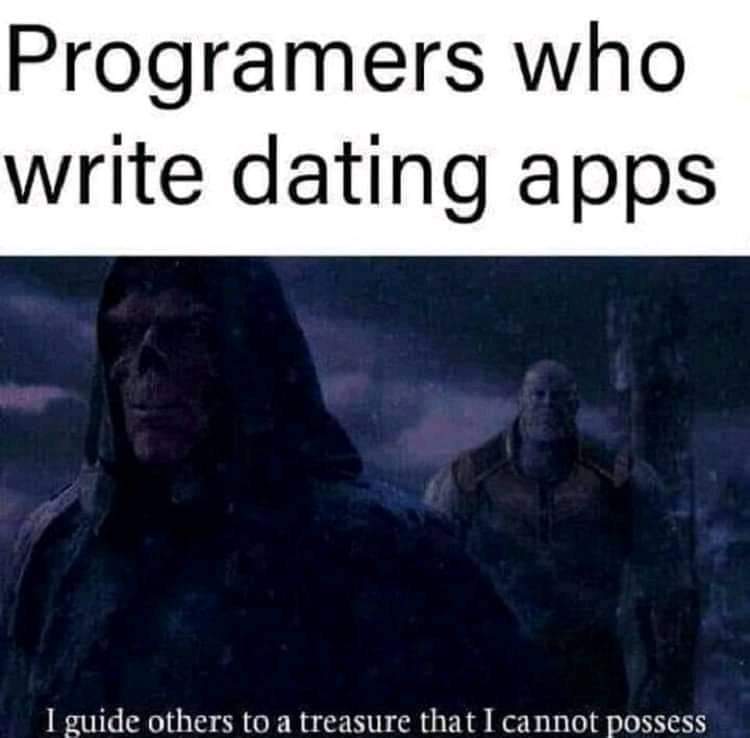 Programers who
write dating apps
I guide others to a treasure that I cannot possess